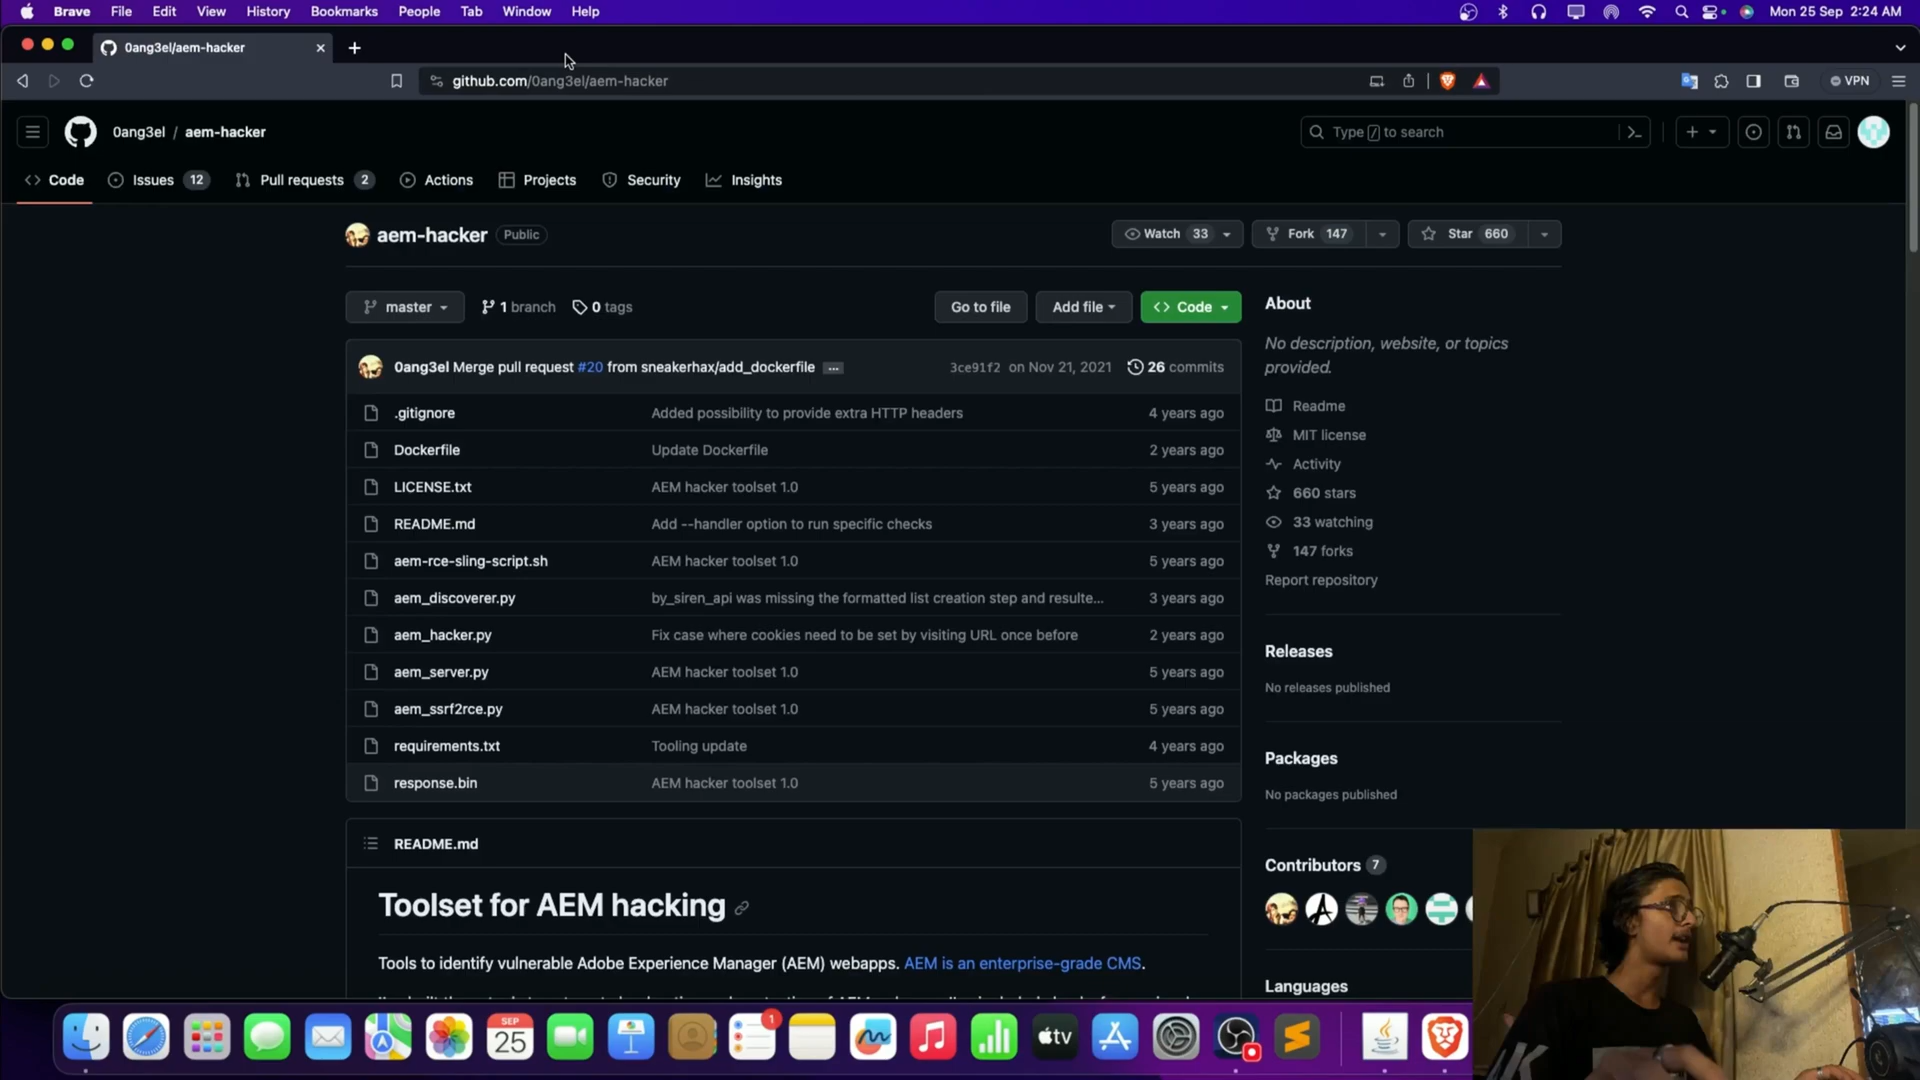 Brave File Edit View History Bookmarks People Tab Window Help Mon 25 Sep 2:24 AM
0ang3el/aem-hacker
github.com/0ang3el/aem-hacker VPN
0ang3el / aem-hacker Type / to search
Code Issues 12 Pull requests 2 Actions Projects Security Insights
aem-hacker Public Watch 33 Fork 147 Star 660
master 1 branch 0 tags Go to file Add file Code
0ang3el Merge pull request #20 from sneakerhax/add_dockerfile ... 3ce91f2 on Nov 21, 2021 26 commits
.gitignore Added possibility to provide extra HTTP headers 4 years ago
Dockerfile Update Dockerfile 2 years ago
LICENSE.txt AEM hacker toolset 1.0 5 years ago
README.md Add --handler option to run specific checks 3 years ago
aem-rce-sling-script.sh AEM hacker toolset 1.0 5 years ago
aem_discoverer.py by_siren_api was missing the formatted list creation step and resulte... 3 years ago
aem_hacker.py Fix case where cookies need to be set by visiting URL once before 2 years ago
aem_server.py AEM hacker toolset 1.0 5 years ago
aem_ssrf2rce.py AEM hacker toolset 1.0 5 years ago
requirements.txt Tooling update 4 years ago
response.bin AEM hacker toolset 1.0 5 years ago
README.md
Toolset for AEM hacking
Tools to identify vulnerable Adobe Experience Manager (AEM) webapps. AEM is an enterprise-grade CMS.
About
No description, website, or topics
provided.
Readme
MIT license
Activity
660 stars
33 watching
147 forks
Report repository
Releases
No releases published
Packages
No packages published
Contributors 7
Languages
SEP
25
1
tv